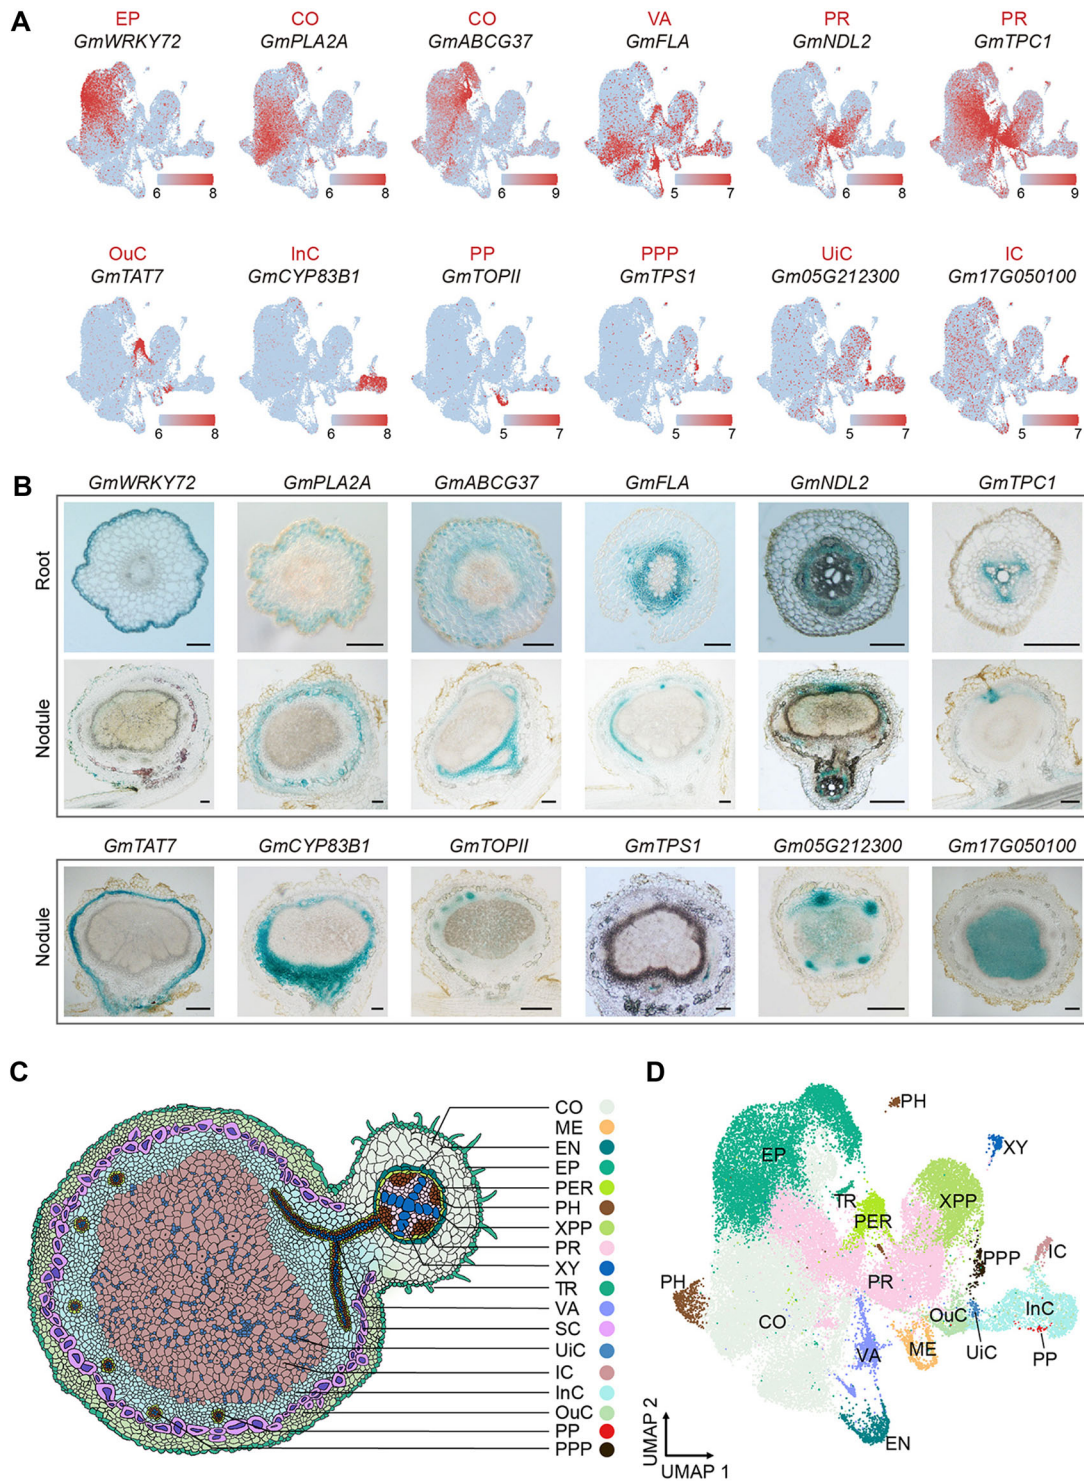 A
EP CO CO VA PR PR
GmWRKY72 GmPLA2A GmABCG37 GmFLA GmNDL2 GmTPC1
6 8 6 8 6 9 5 7 6 8 6 9
OuC InC PP PPP UiC IC
GmTAT7 GmCYP83B1 GmTOPII GmTPS1 Gm05G212300 Gm17G050100
6 8 6 8 5 7 5 7 5 7 5 7
B
GmWRKY72 GmPLA2A GmABCG37 GmFLA GmNDL2 GmTPC1
Root
Nodule
GmTAT7 GmCYP83B1 GmTOPII GmTPS1 Gm05G212300 Gm17G050100
Nodule
C
CO
ME
EN
EP
PER
PH
XPP
PR
XY
TR
VA
SC
UiC
IC
InC
OuC
PP
PPP
D
PH
XY
EP
TR
PER
XPP
IC
PPP
PH
PR
CO
OuC
InC
VA
ME
UiC
PP
EN
UMAP 2
UMAP 1